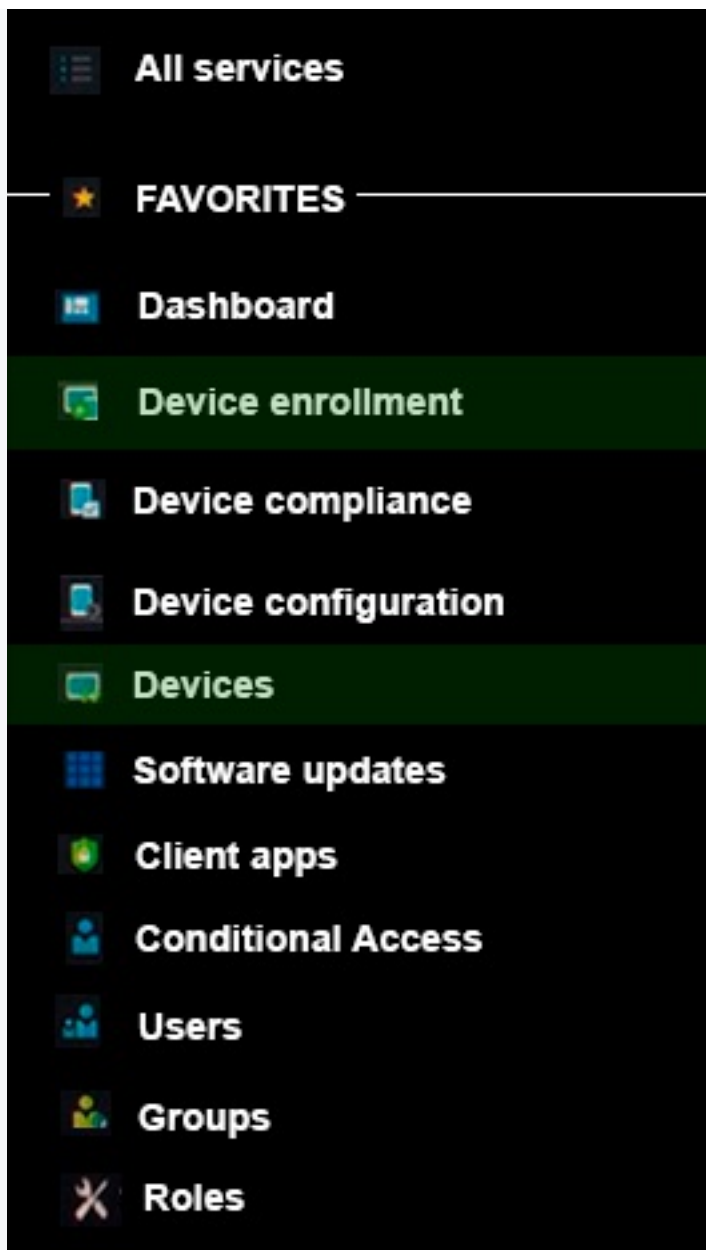 All services
FAVORITES
Dashboard
Device enrollment
Device compliance
Device configuration
Devices
Software updates
Client apps
Conditional Access
Users
Groups
Roles